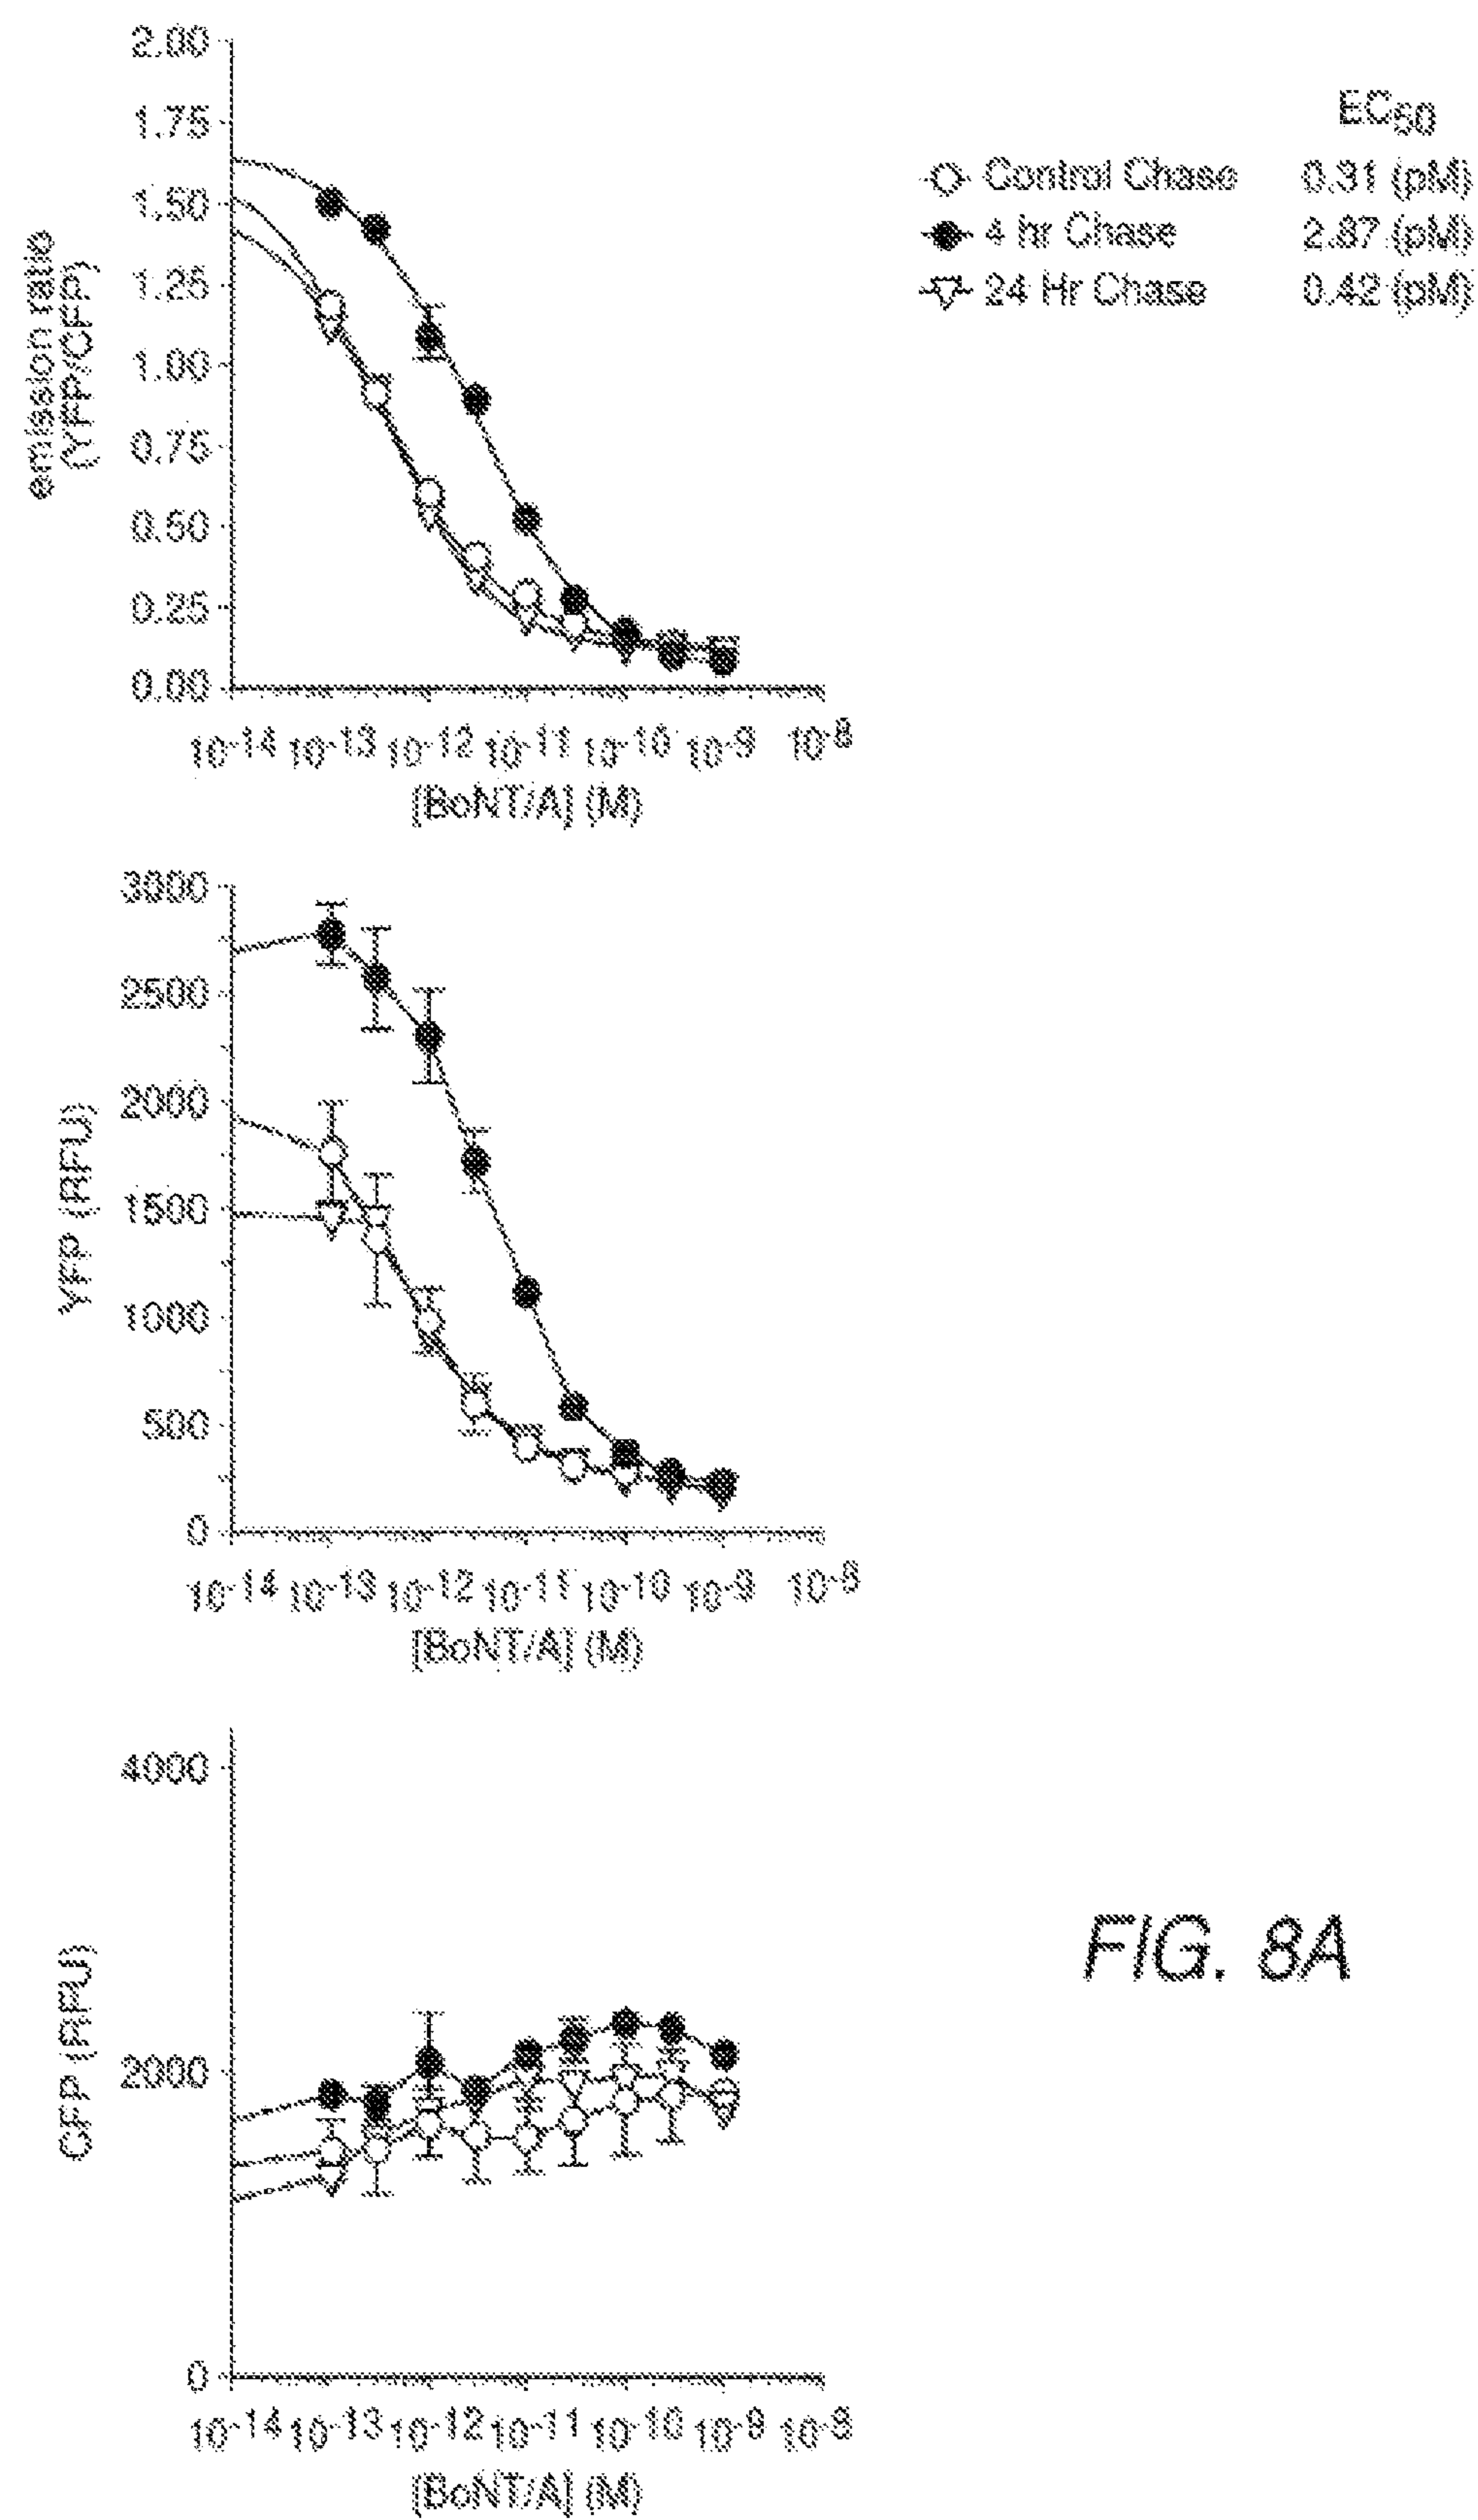 2.00
1.75
1.50
1.25
1.00
0.75
0.50
0.25
0.00
emission ratio
(YFP/CFP)
10-14 10-13 10-12 10-11 10-10 10-9 10-8
[BoNT/A] (M)
EC50
Control Chase 0.31 (pM)
4 hr Chase 2.87 (pM)
24 Hr Chase 0.42 (pM)
3000
2500
2000
1500
1000
500
0
YFP (RFU)
10-14 10-13 10-12 10-11 10-10 10-9 10-8
[BoNT/A] (M)
4000
2000
0
CFP (RFU)
10-14 10-13 10-12 10-11 10-10 10-9 10-8
[BoNT/A] (M)
FIG. 8A